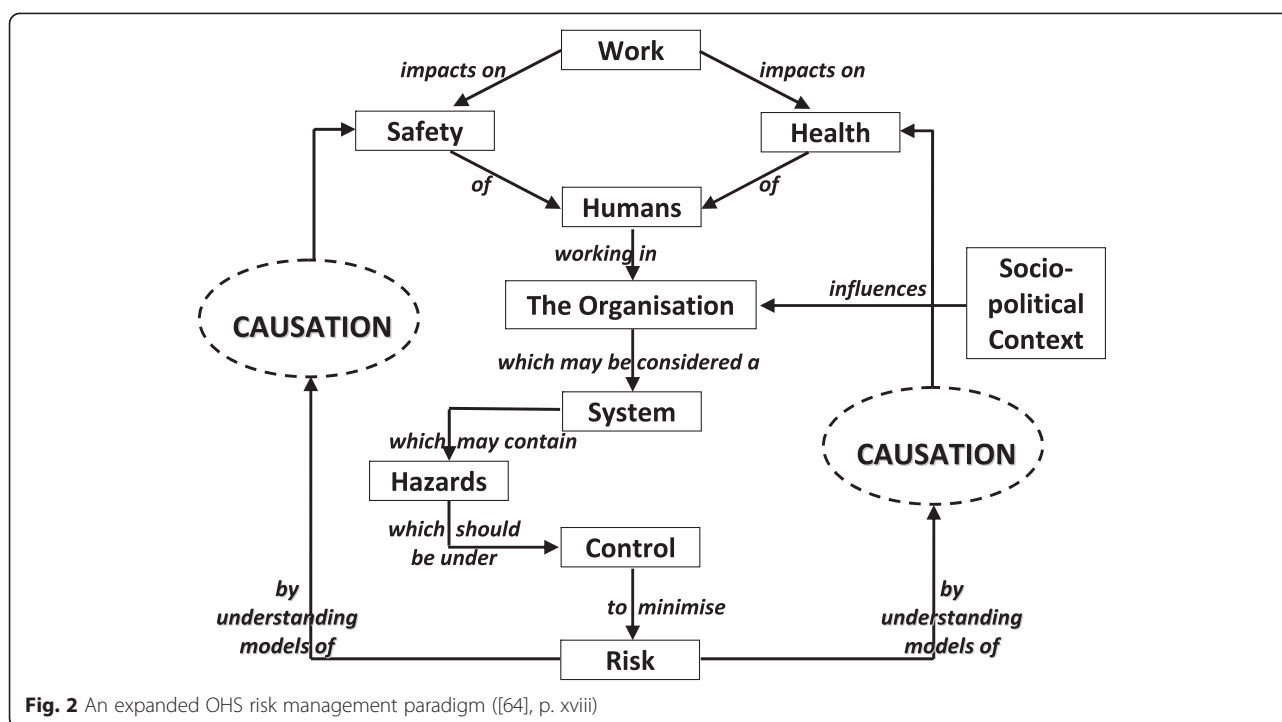 Work
impacts on
impacts on
Safety
Health
of
of
Humans
working in
Socio-
political
Context
The Organisation
influences
CAUSATION
which may be considered a
System
which may contain
CAUSATION
Hazards
which should
be under
Control
by
understanding
models of
to minimise
by
understanding
models of
Risk
Fig. 2 An expanded OHS risk management paradigm ([64], p. xviii)